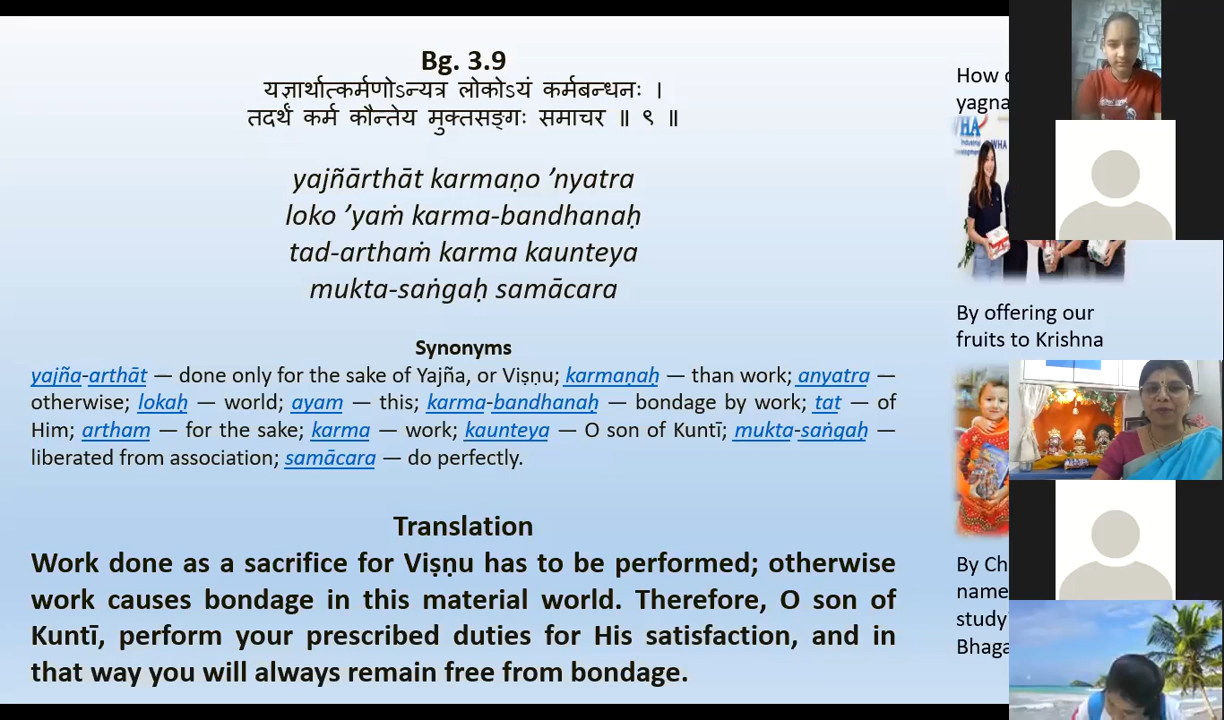 Bg. 3.9
यज्ञार्थात्कर्मणोऽन्यत्र लोकोऽयं कर्मबन्धनः ।
तदर्थं कर्म कौन्तेय मुक्तसङ्गः समाचर ॥ ९ ॥
yajñārthāt karmaṇo ’nyatra
loko ’yaṁ karma-bandhanaḥ
tad-arthaṁ karma kaunteya
mukta-saṅgaḥ samācara
Synonyms
yajña-arthāt — done only for the sake of Yajña, or Viṣṇu; karmaṇaḥ — than work; anyatra —
otherwise; lokaḥ — world; ayam — this; karma-bandhanaḥ — bondage by work; tat — of
Him; artham — for the sake; karma — work; kaunteya — O son of Kuntī; mukta-saṅgaḥ —
liberated from association; samācara — do perfectly.
Translation
Work done as a sacrifice for Viṣṇu has to be performed; otherwise
work causes bondage in this material world. Therefore, O son of
Kuntī, perform your prescribed duties for His satisfaction, and in
that way you will always remain free from bondage.
How
yagna
WHA
WHA
By offering our
fruits to Krishna
By Ch
name
study
Bhaga